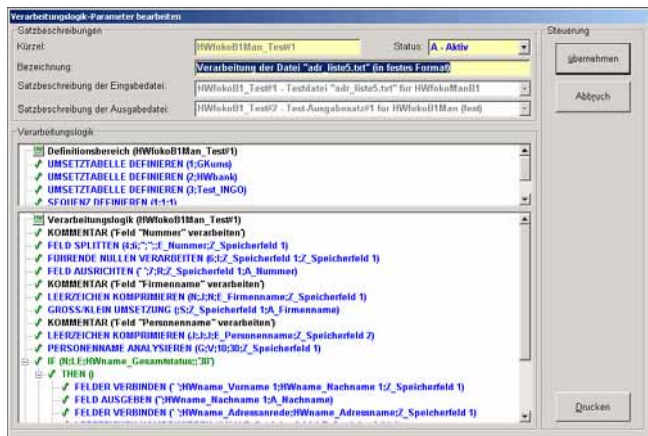 Verarbeitungslogik-Parameter bearbeiten
Satzbeschreibungen
Steuerung
Kürzel:
HWfokoB1Man_Test#1
Status:
A - Aktiv
Übernehmen
Bezeichnung:
Verarbeitung der Datei "adr_liste5.txt" (in festes Format)
Satzbeschreibung der Eingabedatei:
HWfokoB1_Test#1 - Testdatei "adr_liste5.txt" für HWfokoManB1
Abbruch
Satzbeschreibung der Ausgabedatei:
HWfokoB1_Test#2 - Test-Ausgabesatz#1 für HWfokoB1Man (fest)
Verarbeitungslogik
Definitionsbereich (HWfokoB1Man_Test#1)
UMSETZTABELLE DEFINIEREN (1;GKums)
UMSETZTABELLE DEFINIEREN (2;HWbank)
UMSETZTABELLE DEFINIEREN (3;Test_INGO)
SEQUENZ DEFINIEREN (1;1;1)
Verarbeitungslogik (HWfokoB1Man_Test#1)
KOMMENTAR ('Feld "Nummer" verarbeiten')
FELD SPLITTEN (4;6;";";;E_Nummer;Z_Speicherfeld 1)
FÜHRENDE NULLEN VERARBEITEN (6;I;Z_Speicherfeld 1;Z_Speicherfeld 1)
FELD AUSRICHTEN (' ';7;R;Z_Speicherfeld 1;A_Nummer)
KOMMENTAR ('Feld "Firmenname" verarbeiten')
LEERZEICHEN KOMPRIMIEREN (N;J;N;E_Firmenname;Z_Speicherfeld 1)
GROSS/KLEIN UMSETZUNG (;S;Z_Speicherfeld 1;A_Firmenname)
KOMMENTAR ('Feld "Personenname" verarbeiten')
LEERZEICHEN KOMPRIMIEREN (J;J;J;E_Personenname;Z_Speicherfeld 2)
PERSONENNAME ANALYSIEREN (G;V;10;30;Z_Speicherfeld 1)
IF (N;LE;HWname_Gesamtstatus;;'30')
THEN ()
FELDER VERBINDEN (' ';HWname_Vorname 1;HWname_Nachname 1;Z_Speicherfeld 1)
FELD AUSGEBEN ('';HWname_Nachname 1;A_Nachname)
FELDER VERBINDEN (' ';HWname_Adressanrede;HWname_Adressname;Z_Speicherfeld 1)
Drucken